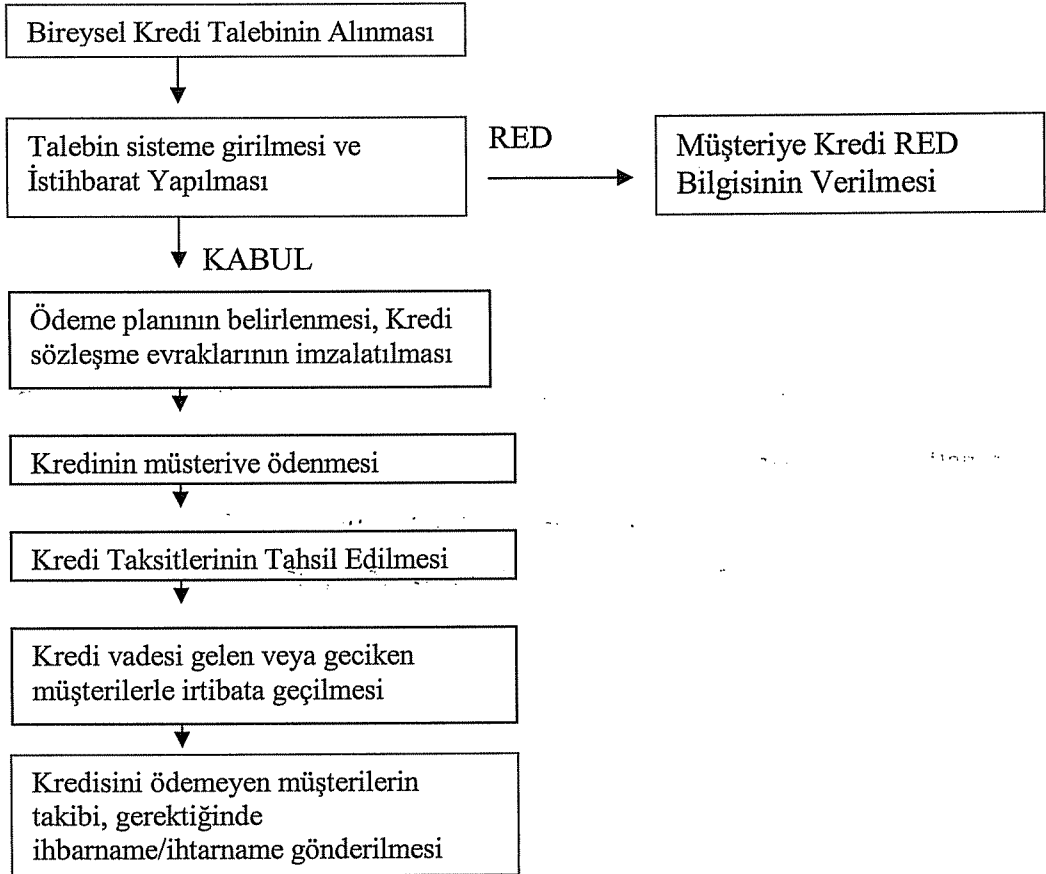 Bireysel Kredi Talebinin Alınması
Talebin sisteme girilmesi ve
İstihbarat Yapılması
RED
Müşteriye Kredi RED
Bilgisinin Verilmesi
KABUL
Ödeme planının belirlenmesi, Kredi
sözleşme evraklarının imzalatılması
Kredinin müsterive ödenmesi
Kredi Taksitlerinin Tahsil Edilmesi
Kredi vadesi gelen veya geciken
müşterilerle irtibata geçilmesi
Kredisini ödemeyen müşterilerin
takibi, gerektiğinde
ihbarname/ihtarname gönderilmesi